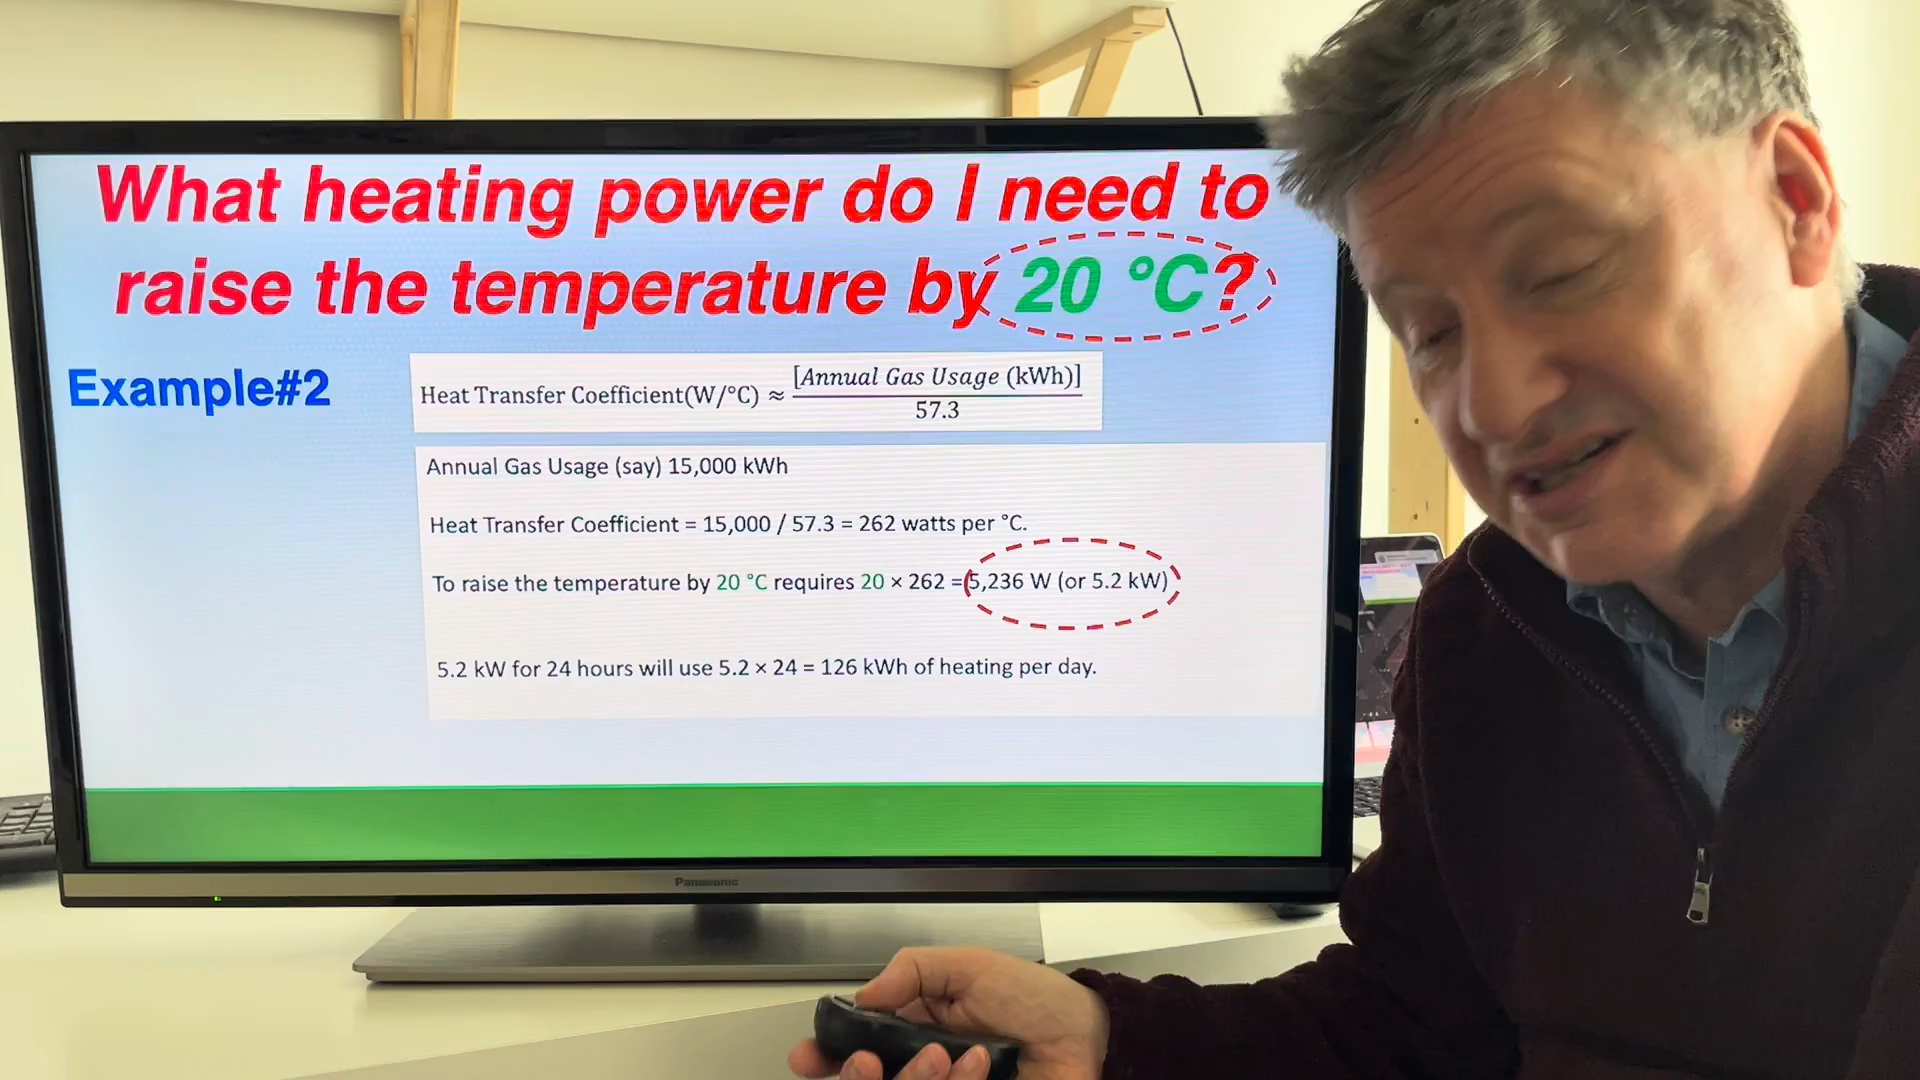 What heating power do I need to
raise the temperature by 20 °C?
Example#2
Heat Transfer Coefficient(W/°C) ≈ [Annual Gas Usage (kWh)]
57.3
Annual Gas Usage (say) 15,000 kWh
Heat Transfer Coefficient = 15,000 / 57.3 = 262 watts per °C.
To raise the temperature by 20 °C requires 20 × 262 = 5,236 W (or 5.2 kW)
5.2 kW for 24 hours will use 5.2 × 24 = 126 kWh of heating per day.
Panasonic